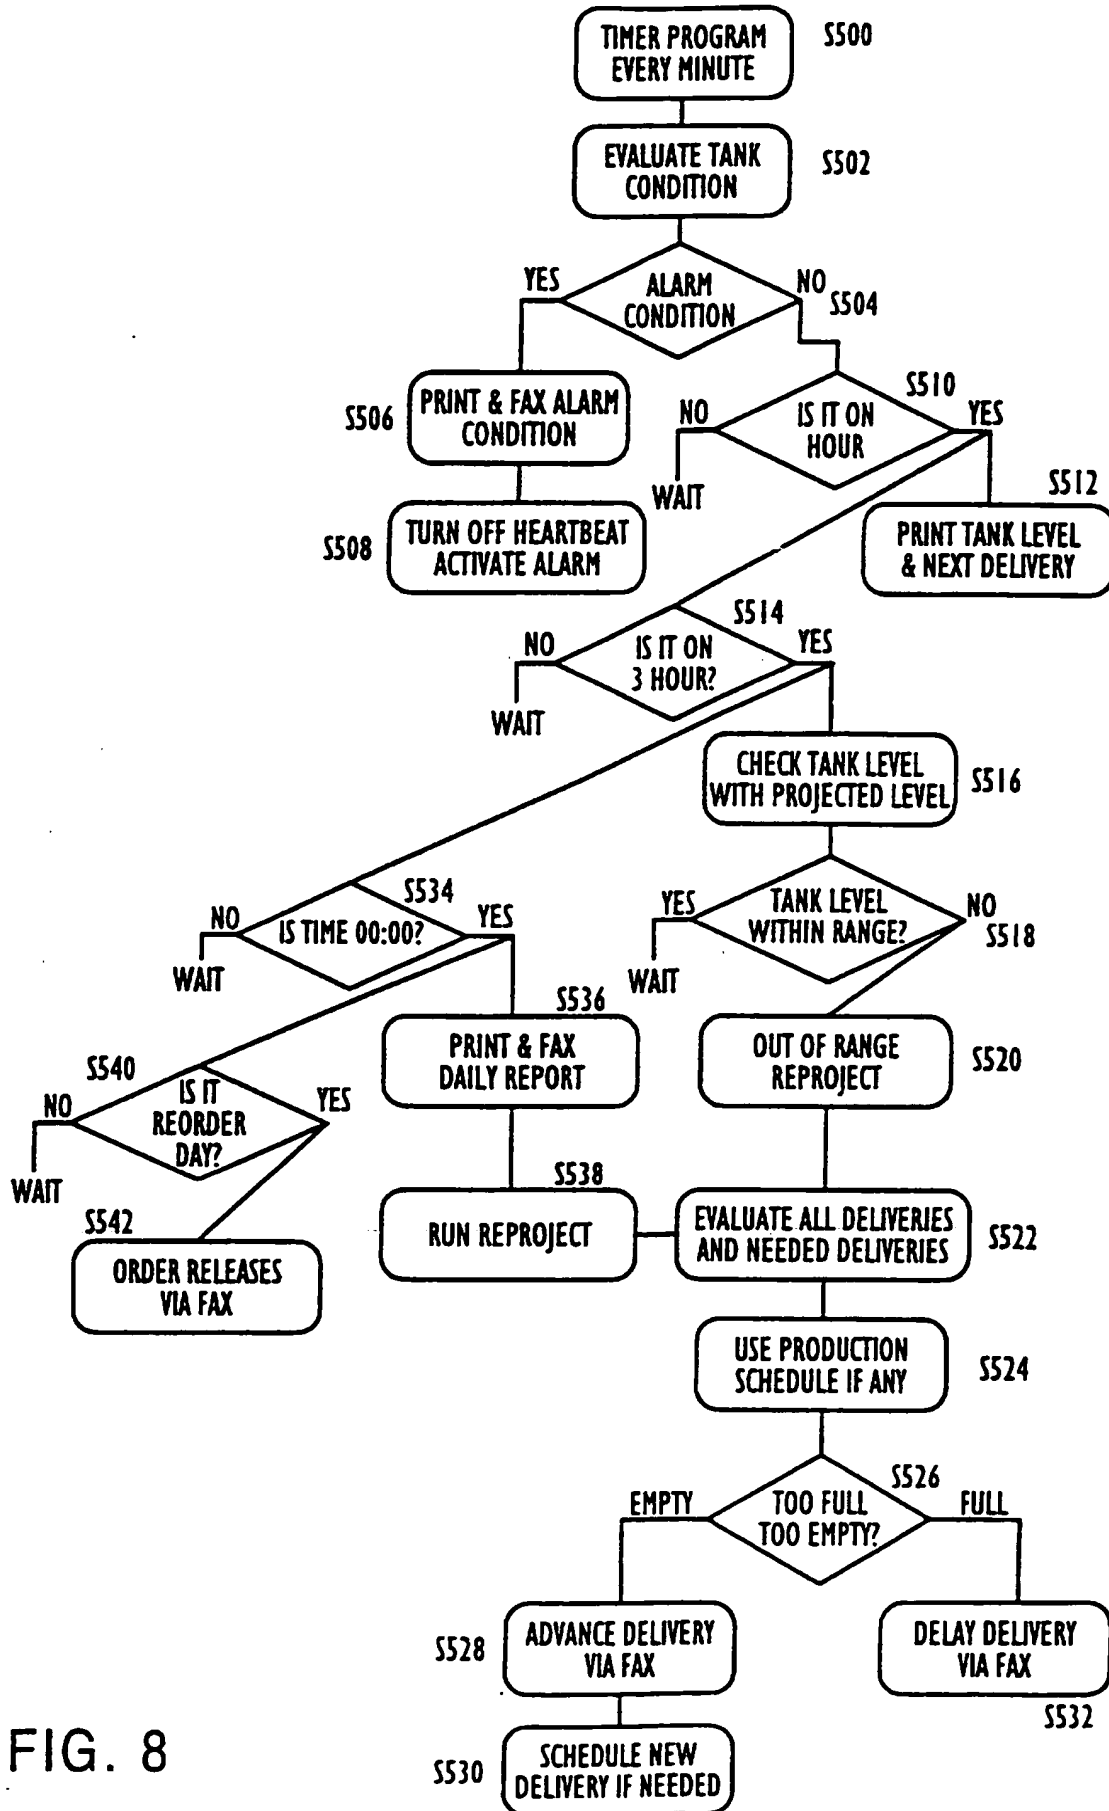 TIMER PROGRAM
EVERY MINUTE
S500
EVALUATE TANK
CONDITION
S502
YES
ALARM
CONDITION
NO
S504
S506
PRINT & FAX ALARM
CONDITION
S508
TURN OFF HEARTBEAT
ACTIVATE ALARM
S510
NO
IS IT ON
HOUR
YES
WAIT
S512
PRINT TANK LEVEL
& NEXT DELIVERY
S514
NO
IS IT ON
3 HOUR?
YES
WAIT
CHECK TANK LEVEL
WITH PROJECTED LEVEL
S516
S534
NO
IS TIME 00:00?
YES
WAIT
YES
TANK LEVEL
WITHIN RANGE?
NO
S518
WAIT
S536
PRINT & FAX
DAILY REPORT
OUT OF RANGE
REPROJECT
S520
S540
NO
IS IT
REORDER
DAY?
YES
WAIT
S538
RUN REPROJECT
EVALUATE ALL DELIVERIES
AND NEEDED DELIVERIES
S522
S542
ORDER RELEASES
VIA FAX
USE PRODUCTION
SCHEDULE IF ANY
S524
S526
EMPTY
TOO FULL
TOO EMPTY?
FULL
S528
ADVANCE DELIVERY
VIA FAX
DELAY DELIVERY
VIA FAX
S532
S530
SCHEDULE NEW
DELIVERY IF NEEDED
FIG. 8